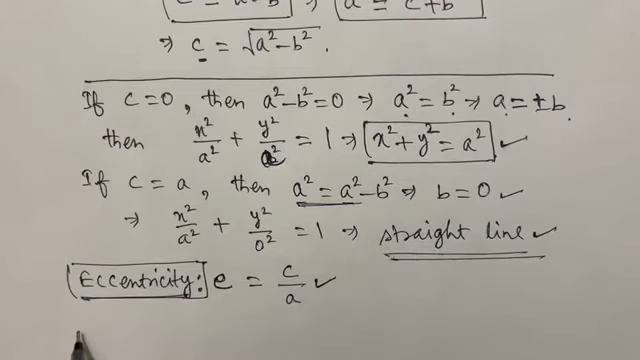 ⇒ c = √a²-b².
If c=0, then a²-b²=0 ⇒ a²=b² ⇒ a=±b.
then x²/a² + y²/a² = 1 ⇒ x²+y²=a² ✓
If c=a, then a²=a²-b² ⇒ b=0 ✓
⇒ x²/a² + y²/0² = 1 ⇒ straight line ✓
Eccentricity: e = c/a ✓